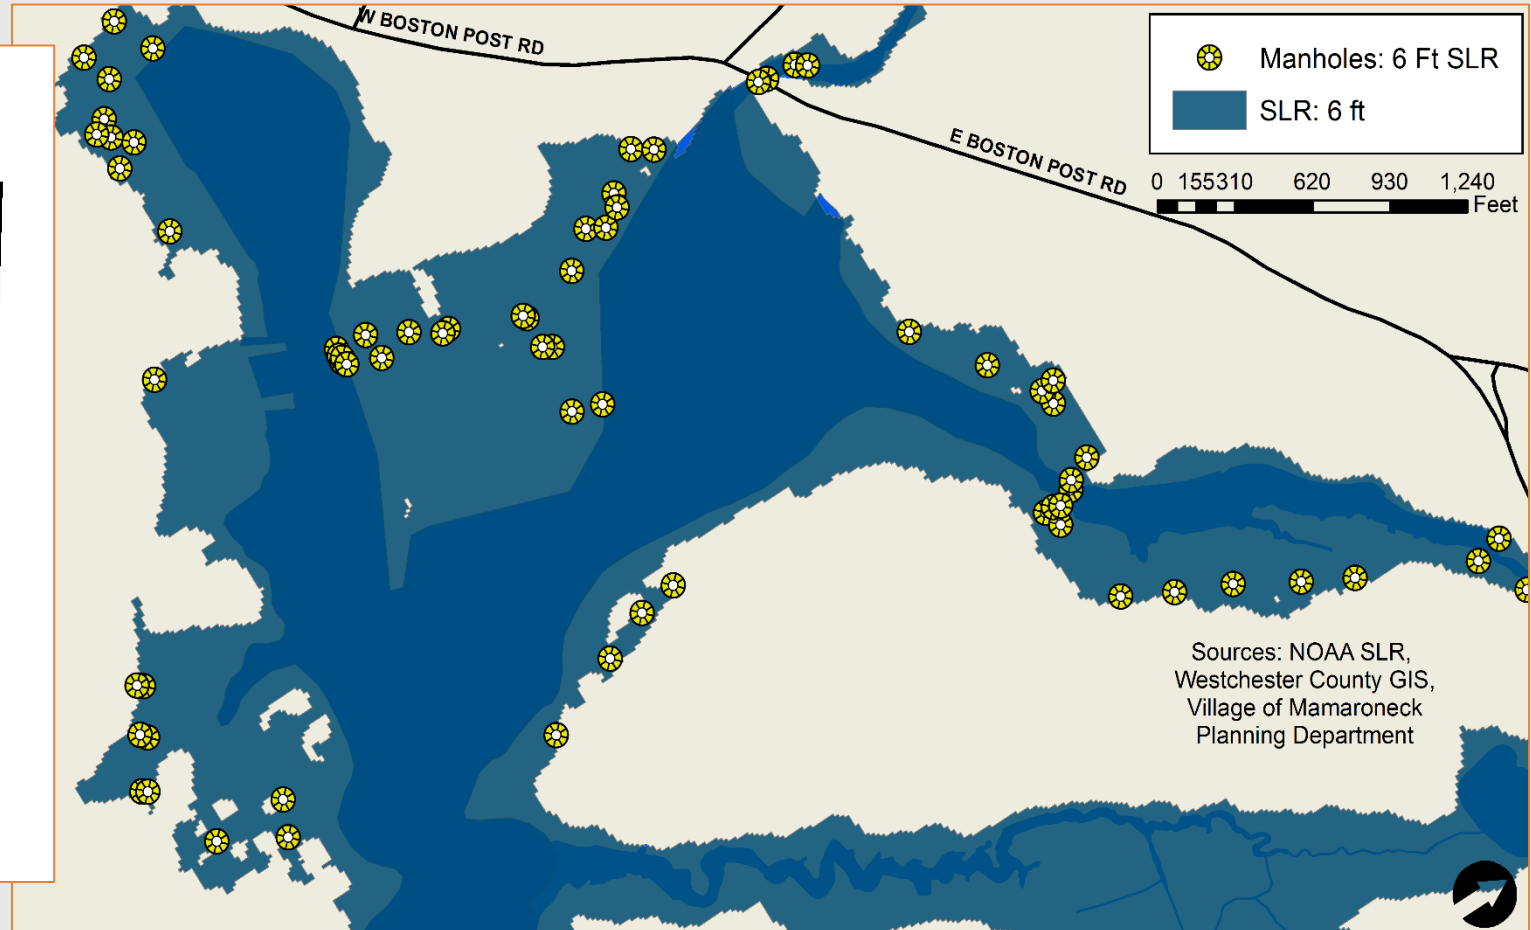 W BOSTON POST RD
Manholes: 6 Ft SLR
SLR: 6 ft
E BOSTON POST RD
0 155310 620 930 1,240
Feet
Sources: NOAA SLR,
Westchester County GIS,
Village of Mamaroneck
Planning Department